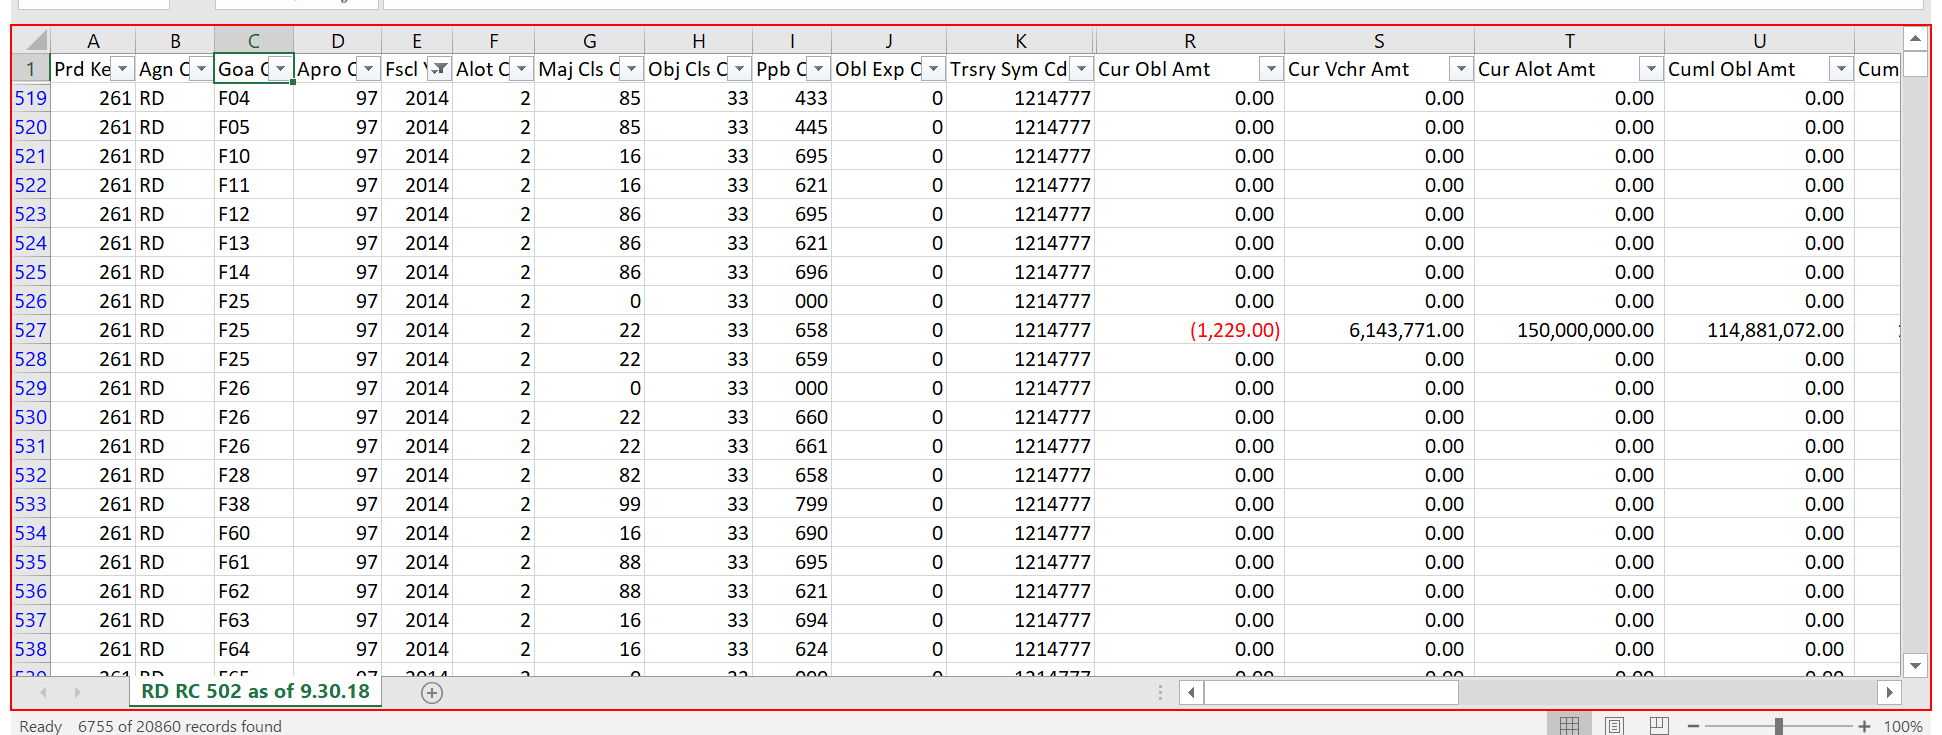 A B C D E F G H I J K R S T U
1 Prd Ke Agn C Goa C Apro C Fscl Y Alot C Maj Cls C Obj Cls C Ppb C Obl Exp C Trsry Sym Cd Cur Obl Amt Cur Vchr Amt Cur Alot Amt Cuml Obl Amt Cum
519 261 RD F04 97 2014 2 85 33 433 0 1214777 0.00 0.00 0.00 0.00
520 261 RD F05 97 2014 2 85 33 445 0 1214777 0.00 0.00 0.00 0.00
521 261 RD F10 97 2014 2 16 33 695 0 1214777 0.00 0.00 0.00 0.00
522 261 RD F11 97 2014 2 16 33 621 0 1214777 0.00 0.00 0.00 0.00
523 261 RD F12 97 2014 2 86 33 695 0 1214777 0.00 0.00 0.00 0.00
524 261 RD F13 97 2014 2 86 33 621 0 1214777 0.00 0.00 0.00 0.00
525 261 RD F14 97 2014 2 86 33 696 0 1214777 0.00 0.00 0.00 0.00
526 261 RD F25 97 2014 2 0 33 000 0 1214777 0.00 0.00 0.00 0.00
527 261 RD F25 97 2014 2 22 33 658 0 1214777 (1,229.00) 6,143,771.00 150,000,000.00 114,881,072.00
528 261 RD F25 97 2014 2 22 33 659 0 1214777 0.00 0.00 0.00 0.00
529 261 RD F26 97 2014 2 0 33 000 0 1214777 0.00 0.00 0.00 0.00
530 261 RD F26 97 2014 2 22 33 660 0 1214777 0.00 0.00 0.00 0.00
531 261 RD F26 97 2014 2 22 33 661 0 1214777 0.00 0.00 0.00 0.00
532 261 RD F28 97 2014 2 82 33 658 0 1214777 0.00 0.00 0.00 0.00
533 261 RD F38 97 2014 2 99 33 799 0 1214777 0.00 0.00 0.00 0.00
534 261 RD F60 97 2014 2 16 33 690 0 1214777 0.00 0.00 0.00 0.00
535 261 RD F61 97 2014 2 88 33 695 0 1214777 0.00 0.00 0.00 0.00
536 261 RD F62 97 2014 2 88 33 621 0 1214777 0.00 0.00 0.00 0.00
537 261 RD F63 97 2014 2 16 33 694 0 1214777 0.00 0.00 0.00 0.00
538 261 RD F64 97 2014 2 16 33 624 0 1214777 0.00 0.00 0.00 0.00
RD RC 502 as of 9.30.18
Ready 6755 of 20860 records found 100%